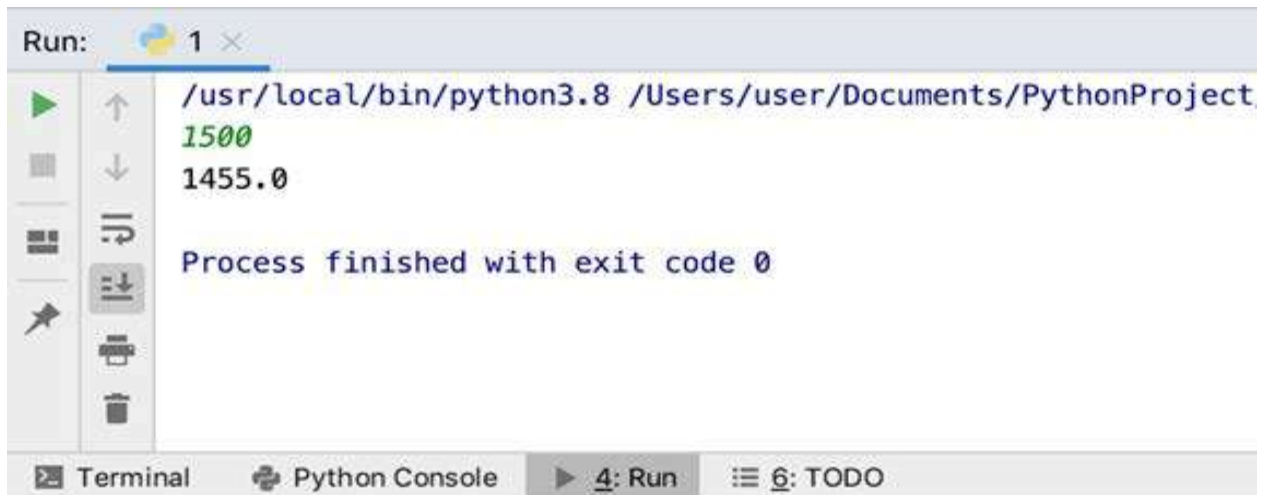 Run: 1
/usr/local/bin/python3.8 /Users/user/Documents/PythonProject
1500
1455.0
Process finished with exit code 0
Terminal Python Console 4: Run 6: TODO